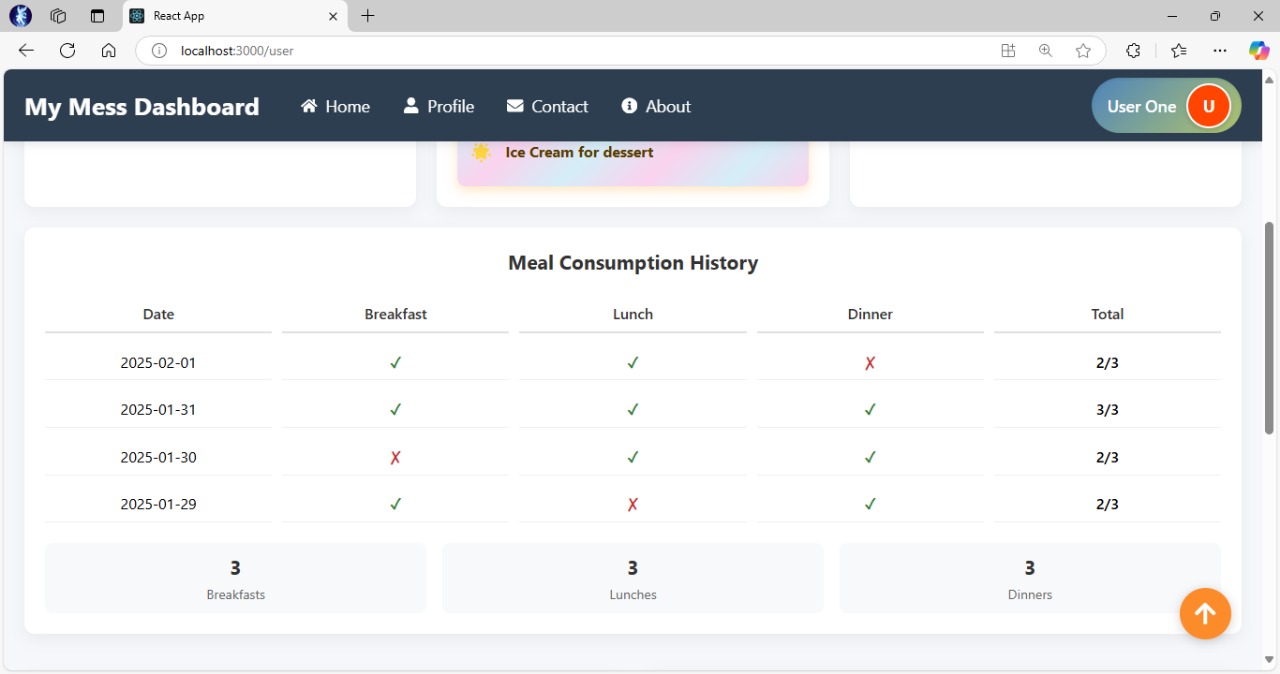 React App
localhost:3000/user
My Mess Dashboard Home Profile Contact About User One U
Ice Cream for dessert
Meal Consumption History
Date Breakfast Lunch Dinner Total
2025-02-01 ✓ ✓ ✗ 2/3
2025-01-31 ✓ ✓ ✓ 3/3
2025-01-30 ✗ ✓ ✓ 2/3
2025-01-29 ✓ ✗ ✓ 2/3
3 3 3
Breakfasts Lunches Dinners